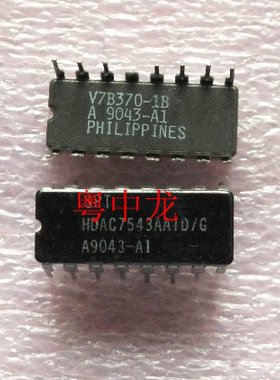 V7B370-1B
A 9043-A1
PHILIPPINES
粤中龙
HDAC7543AAID/G
A9043-A1